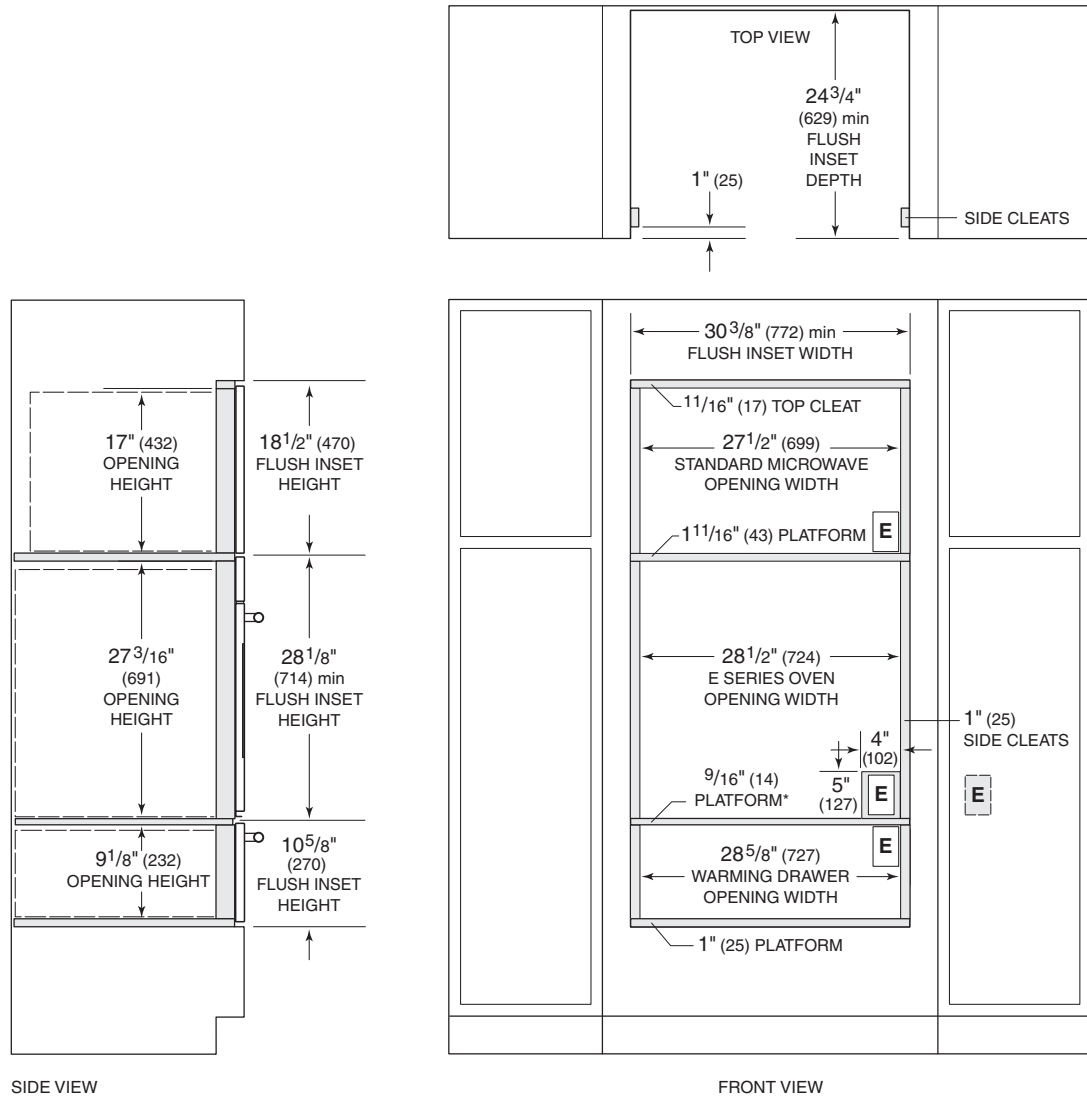 TOP VIEW
24 3/4"
(629) min
FLUSH
INSET
DEPTH
1" (25)
SIDE CLEATS
17" (432)
OPENING
HEIGHT
18 1/2" (470)
FLUSH INSET
HEIGHT
27 3/16"
(691)
OPENING
HEIGHT
28 1/8"
(714) min
FLUSH INSET
HEIGHT
9 1/8" (232)
OPENING HEIGHT
10 5/8"
(270)
FLUSH INSET
HEIGHT
SIDE VIEW
30 3/8" (772) min
FLUSH INSET WIDTH
11/16" (17) TOP CLEAT
27 1/2" (699)
STANDARD MICROWAVE
OPENING WIDTH
E
1 11/16" (43) PLATFORM
28 1/2" (724)
E SERIES OVEN
OPENING WIDTH
1" (25)
SIDE CLEATS
4"
(102)
5"
(127)
E
E
9/16" (14)
PLATFORM*
E
28 5/8" (727)
WARMING DRAWER
OPENING WIDTH
1" (25) PLATFORM
FRONT VIEW